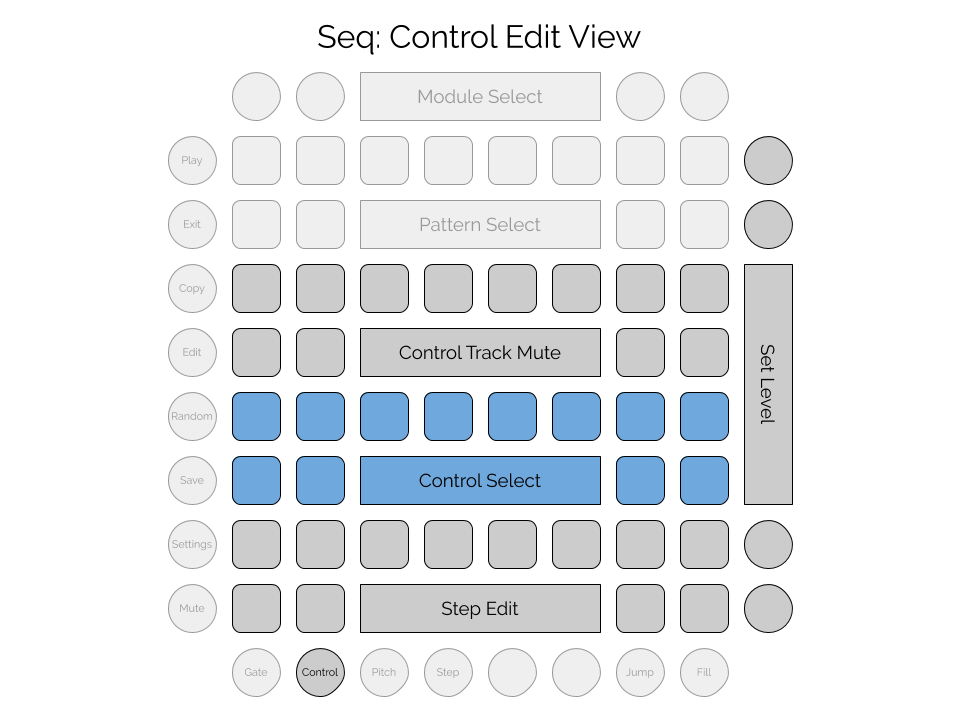 Seq: Control Edit View
Module Select
Play
Exit
Pattern Select
Copy
Edit
Control Track Mute
Set Level
Random
Save
Control Select
Settings
Mute
Step Edit
Gate
Control
Pitch
Step
Jump
Fill